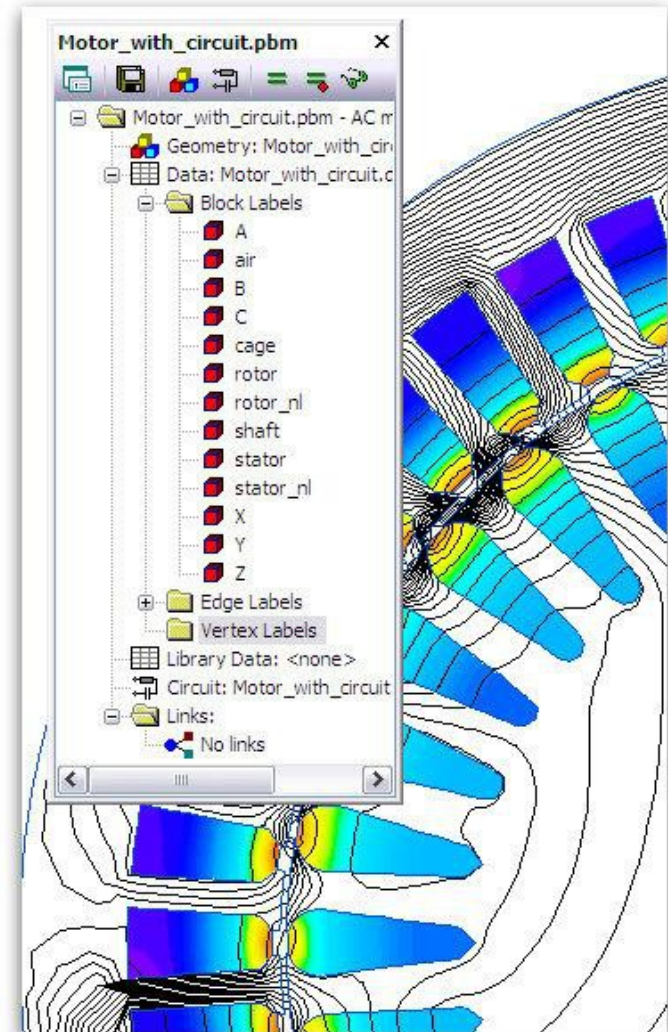 Motor_with_circuit.pbm
Motor_with_circuit.pbm - AC m
Geometry: Motor_with_cir
Data: Motor_with_circuit.d
Block Labels
A
air
B
C
cage
rotor
rotor_nl
shaft
stator
stator_nl
X
Y
Z
Edge Labels
Vertex Labels
Library Data: <none>
Circuit: Motor_with_circuit
Links:
No links